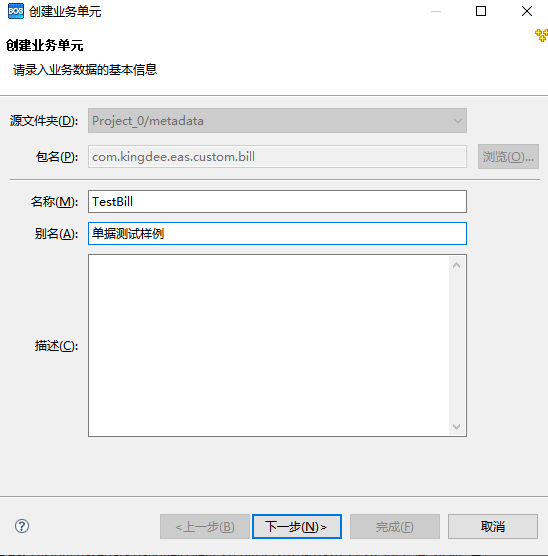 BOS 创建业务单元
创建业务单元
请录入业务数据的基本信息
源文件夹(D): Project_0/metadata
包名(P): com.kingdee.eas.custom.bill 浏览(O)...
名称(M): TestBill
别名(A): 单据测试样例
描述(C):
<上一步(B) 下一步(N)> 完成(F) 取消